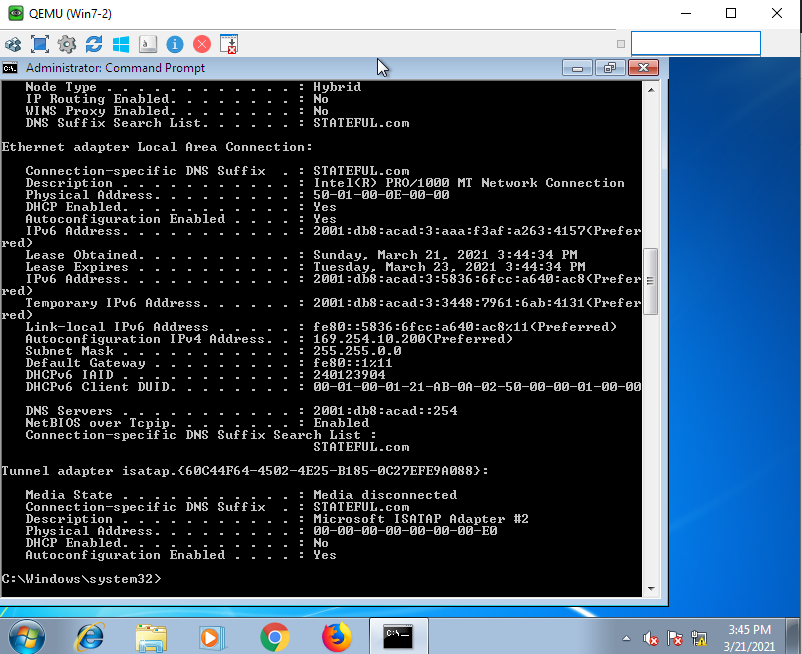 QEMU (Win7-2)
Administrator: Command Prompt
Node Type . . . . . . . . . . . . : Hybrid
IP Routing Enabled. . . . . . . . : No
WINS Proxy Enabled. . . . . . . . : No
DNS Suffix Search List. . . . . . : STATEFUL.com
Ethernet adapter Local Area Connection:
Connection-specific DNS Suffix  . : STATEFUL.com
Description . . . . . . . . . . . : Intel(R) PRO/1000 MT Network Connection
Physical Address. . . . . . . . . : 50-01-00-0E-00-00
DHCP Enabled. . . . . . . . . . . : Yes
Autoconfiguration Enabled . . . . : Yes
IPv6 Address. . . . . . . . . . . : 2001:db8:acad:3:aaa:f3af:a263:4157(Prefer
red)
Lease Obtained. . . . . . . . . . : Sunday, March 21, 2021 3:44:34 PM
Lease Expires . . . . . . . . . . : Tuesday, March 23, 2021 3:44:34 PM
IPv6 Address. . . . . . . . . . . : 2001:db8:acad:3:5836:6fcc:a640:ac8(Prefer
red)
Temporary IPv6 Address. . . . . . : 2001:db8:acad:3:3448:7961:6ab:4131(Prefer
red)
Link-local IPv6 Address . . . . . : fe80::5836:6fcc:a640:ac8%11(Preferred)
Autoconfiguration IPv4 Address. . : 169.254.10.200(Preferred)
Subnet Mask . . . . . . . . . . . : 255.255.0.0
Default Gateway . . . . . . . . . : fe80::1%11
DHCPv6 IAID . . . . . . . . . . . : 240123904
DHCPv6 Client DUID. . . . . . . . : 00-01-00-01-21-AB-0A-02-50-00-00-01-00-00
DNS Servers . . . . . . . . . . . : 2001:db8:acad::254
NetBIOS over Tcpip. . . . . . . . : Enabled
Connection-specific DNS Suffix Search List :
STATEFUL.com
Tunnel adapter isatap.{60C44F64-4502-4E25-B185-0C27EFE9A088}:
Media State . . . . . . . . . . . : Media disconnected
Connection-specific DNS Suffix  . : STATEFUL.com
Description . . . . . . . . . . . : Microsoft ISATAP Adapter #2
Physical Address. . . . . . . . . : 00-00-00-00-00-00-00-E0
DHCP Enabled. . . . . . . . . . . : No
Autoconfiguration Enabled . . . . : Yes
C:\Windows\system32>
3:45 PM
3/21/2021